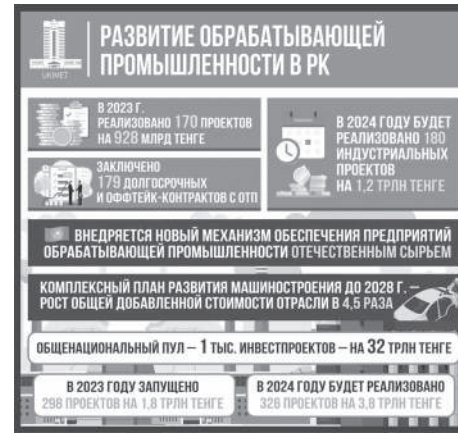 ÚKIMET
РАЗВИТИЕ ОБРАБАТЫВАЮЩЕЙ
ПРОМЫШЛЕННОСТИ В РК
В 2023 Г.
РЕАЛИЗОВАНО 170 ПРОЕКТОВ
НА 928 МЛРД ТЕНГЕ
ЗАКЛЮЧЕНО
179 ДОЛГОСРОЧНЫХ
И ОФФТЕЙК-КОНТРАКТОВ С ОТП
В 2024 ГОДУ БУДЕТ
РЕАЛИЗОВАНО 180
ИНДУСТРИАЛЬНЫХ
ПРОЕКТОВ
НА 1,2 ТРЛН ТЕНГЕ
ВНЕДРЯЕТСЯ НОВЫЙ МЕХАНИЗМ ОБЕСПЕЧЕНИЯ ПРЕДПРИЯТИЙ
ОБРАБАТЫВАЮЩЕЙ ПРОМЫШЛЕННОСТИ ОТЕЧЕСТВЕННЫМ СЫРЬЕМ
КОМПЛЕКСНЫЙ ПЛАН РАЗВИТИЯ МАШИНОСТРОЕНИЯ ДО 2028 Г. –
РОСТ ОБЩЕЙ ДОБАВЛЕННОЙ СТОИМОСТИ ОТРАСЛИ В 4,5 РАЗА
ОБЩЕНАЦИОНАЛЬНЫЙ ПУЛ – 1 ТЫС. ИНВЕСТПРОЕКТОВ – НА 32 ТРЛН ТЕНГЕ
В 2023 ГОДУ ЗАПУЩЕНО
298 ПРОЕКТОВ НА 1,8 ТРЛН ТЕНГЕ
В 2024 ГОДУ БУДЕТ РЕАЛИЗОВАНО
326 ПРОЕКТОВ НА 3,8 ТРЛН ТЕНГЕ